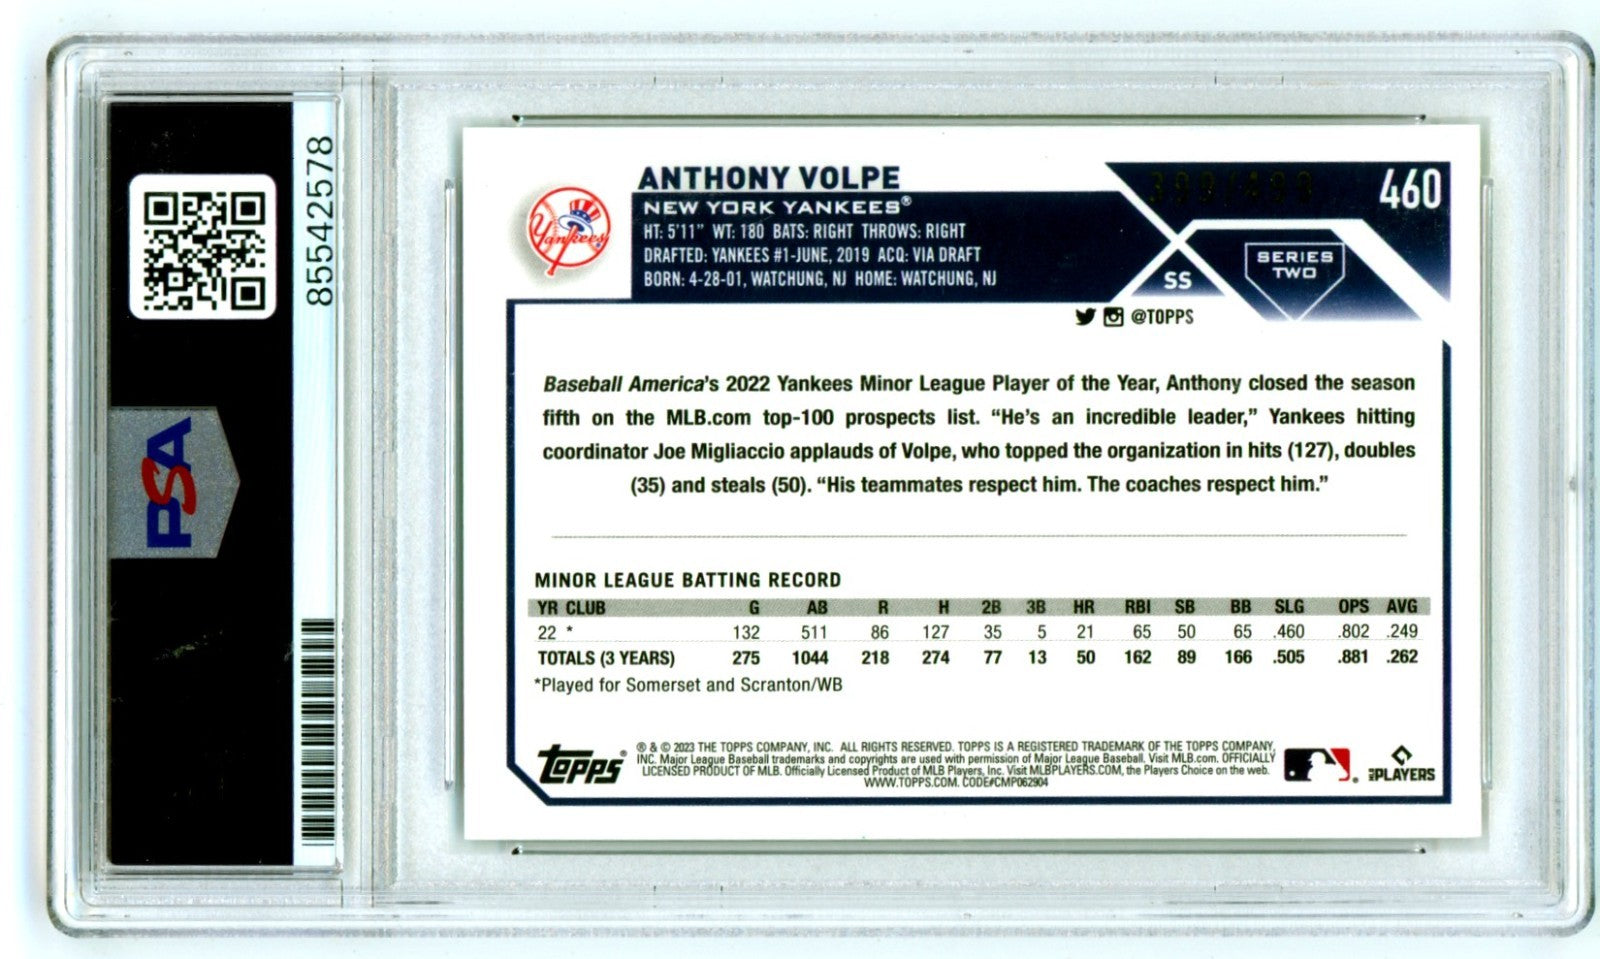 85542578
PSA
ANTHONY VOLPE
NEW YORK YANKEES®
HT: 5'11" WT: 180 BATS: RIGHT THROWS: RIGHT
DRAFTED: YANKEES #1-JUNE, 2019 ACQ: VIA DRAFT
BORN: 4-28-01, WATCHUNG, NJ HOME: WATCHUNG, NJ
Yankees
399/499
460
SS
SERIES
TWO
@TOPPS
Baseball America's 2022 Yankees Minor League Player of the Year, Anthony closed the season
fifth on the MLB.com top-100 prospects list. “He’s an incredible leader,” Yankees hitting
coordinator Joe Migliaccio applauds of Volpe, who topped the organization in hits (127), doubles
(35) and steals (50). “His teammates respect him. The coaches respect him.”
MINOR LEAGUE BATTING RECORD
YR CLUB G AB R H 2B 3B HR RBI SB BB SLG OPS AVG
22 * 132 511 86 127 35 5 21 65 50 65 .460 .802 .249
TOTALS (3 YEARS) 275 1044 218 274 77 13 50 162 89 166 .505 .881 .262
*Played for Somerset and Scranton/WB
Topps®
® & © 2023 THE TOPPS COMPANY, INC. ALL RIGHTS RESERVED. TOPPS IS A REGISTERED TRADEMARK OF THE TOPPS COMPANY,
INC. Major League Baseball trademarks and copyrights are used with permission of Major League Baseball. Visit MLB.com. OFFICIALLY
LICENSED PRODUCT OF MLB. Officially Licensed Product of MLB Players, Inc. Visit MLBPLAYERS.COM, the Players Choice on the web.
WWW.TOPPS.COM. CODE#CMP062904
MLB PLAYERS